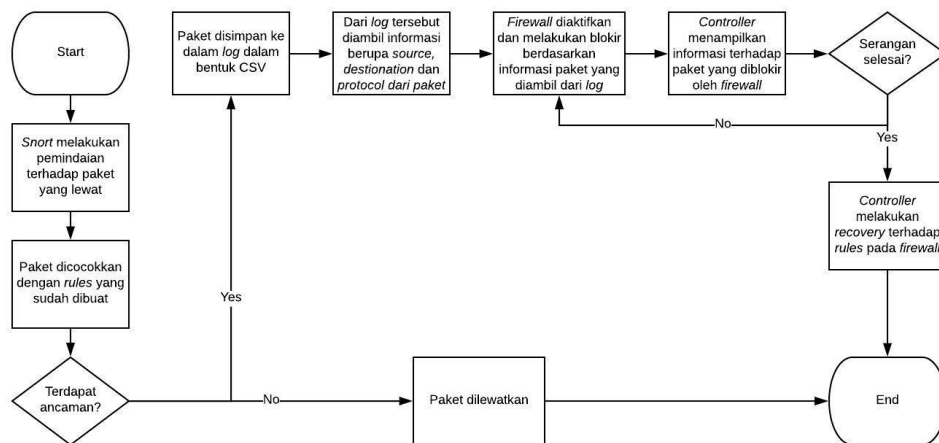 Start
Snort melakukan
pemindaian
terhadap paket
yang lewat
Paket dicocokkan
dengan rules yang
sudah dibuat
Terdapat
ancaman?
Yes
No
Paket disimpan ke
dalam log dalam
bentuk CSV
Dari log tersebut
diambil informasi
berupa source,
destionation dan
protocol dari paket
Firewall diaktifkan
dan melakukan blokir
berdasarkan
informasi paket yang
diambil dari log
Controller
menampilkan
informasi terhadap
paket yang diblokir
oleh firewall
Serangan
selesai?
No
Yes
Controller
melakukan
recovery terhadap
rules pada firewall
Paket dilewatkan
End